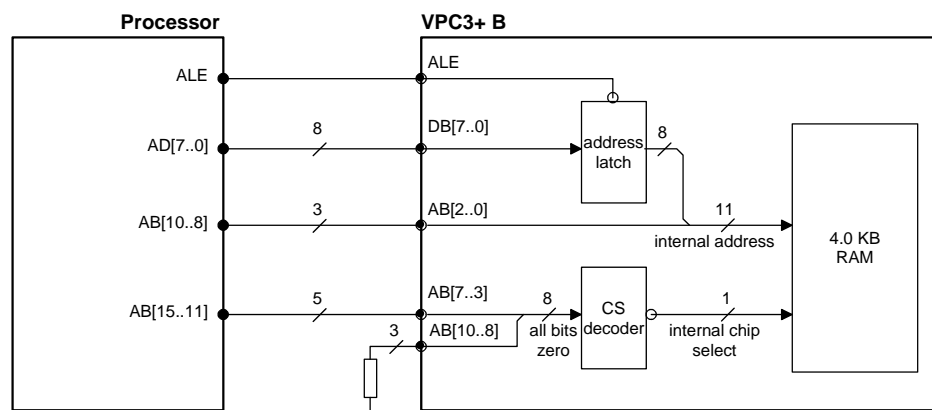 Processor
VPC3+ B
ALE
ALE
AD[7..0]
8
DB[7..0]
address
latch
8
AB[10..8]
3
AB[2..0]
11
internal address
4.0 KB
RAM
AB[15..11]
5
AB[7..3]
8
all bits
zero
CS
decoder
1
internal chip
select
3
AB[10..8]